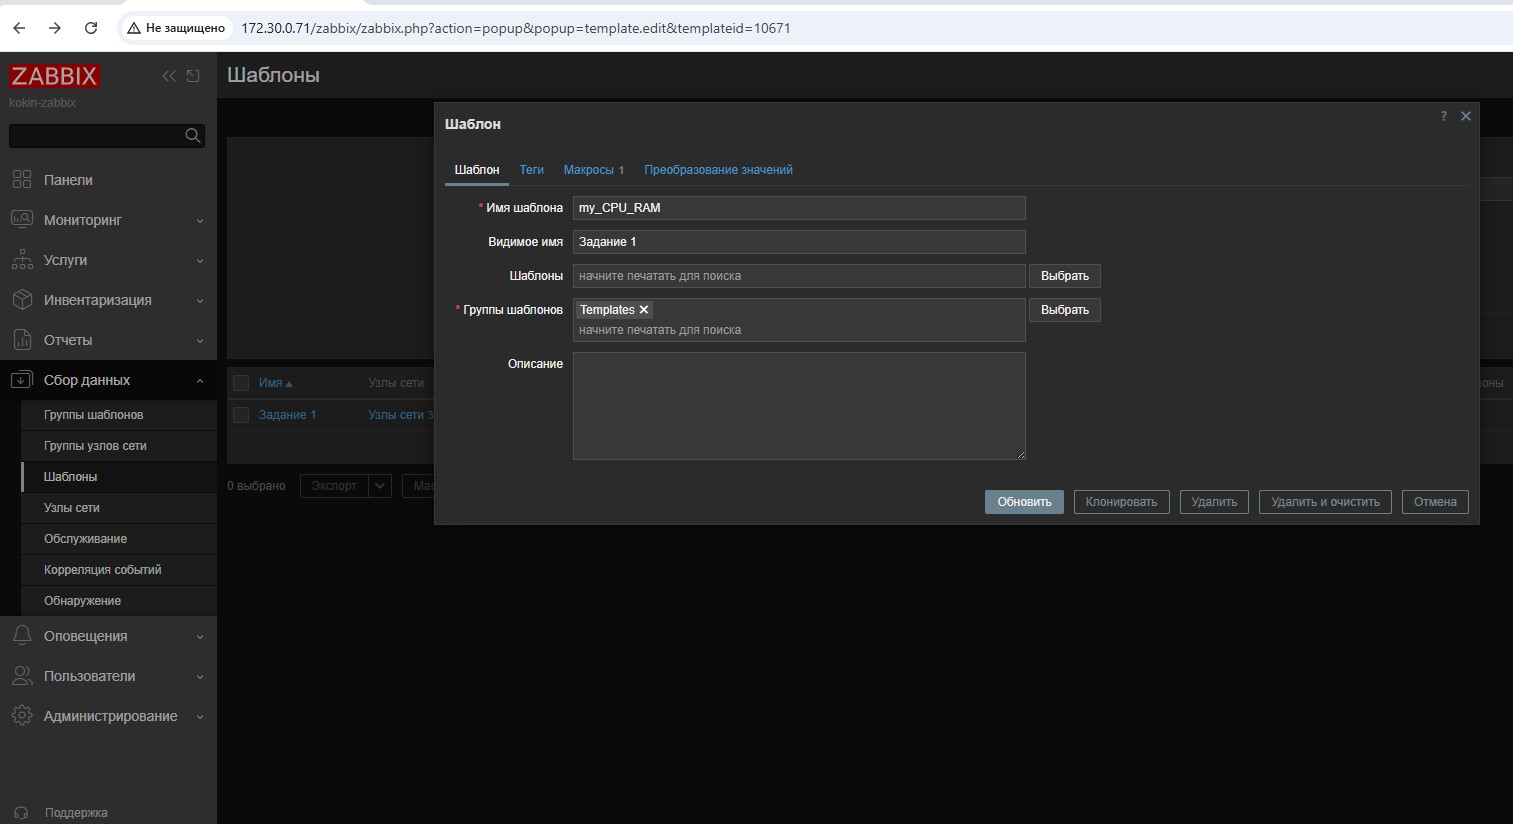 Не защищено
172.30.0.71/zabbix/zabbix.php?action=popup&popup=template.edit&templateid=10671
ZABBIX
kokin-zabbix
Панели
Мониторинг
Услуги
Инвентаризация
Отчеты
Сбор данных
Группы шаблонов
Группы узлов сети
Шаблоны
Узлы сети
Обслуживание
Корреляция событий
Обнаружение
Оповещения
Пользователи
Администрирование
Поддержка
Шаблоны
Шаблон
?
Шаблон Теги Макросы 1 Преобразование значений
* Имя шаблона my_CPU_RAM
Видимое имя Задание 1
Шаблоны начните печатать для поиска Выбрать
* Группы шаблонов Templates Выбрать
начните печатать для поиска
Описание
Обновить Клонировать Удалить Удалить и очистить Отмена
Имя Узлы сети
Задание 1 Узлы сети 3
0 выбрано Экспорт